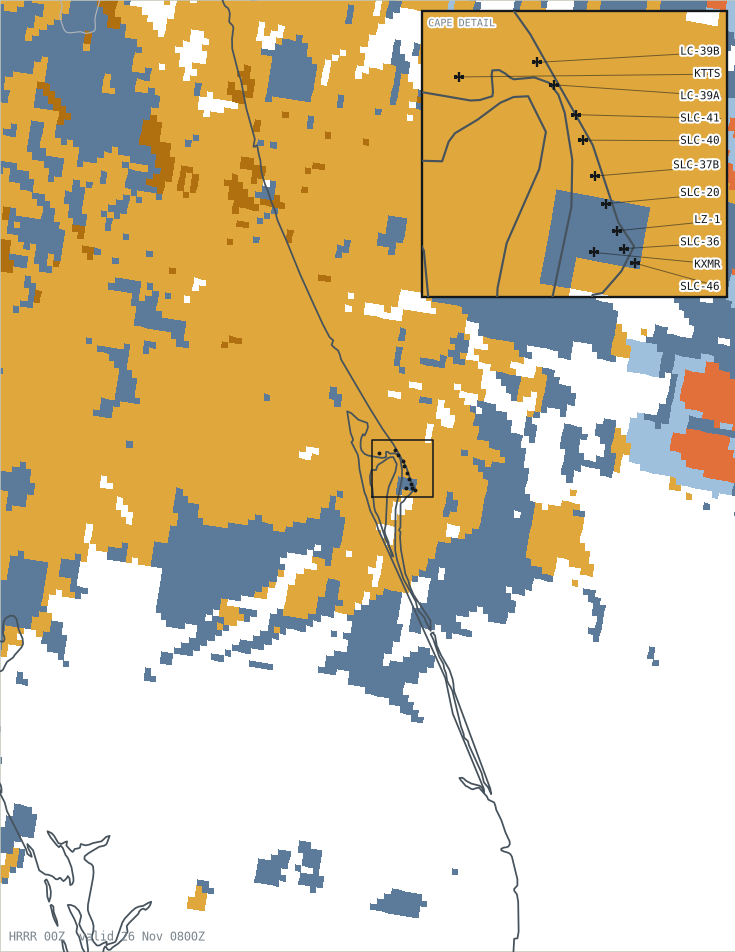 CAPE DETAIL
LC-39B
KTTS
LC-39A
SLC-41
SLC-40
SLC-37B
SLC-20
LZ-1
SLC-36
KXMR
SLC-46
HRRR 00Z  valid 26 Nov 0800Z